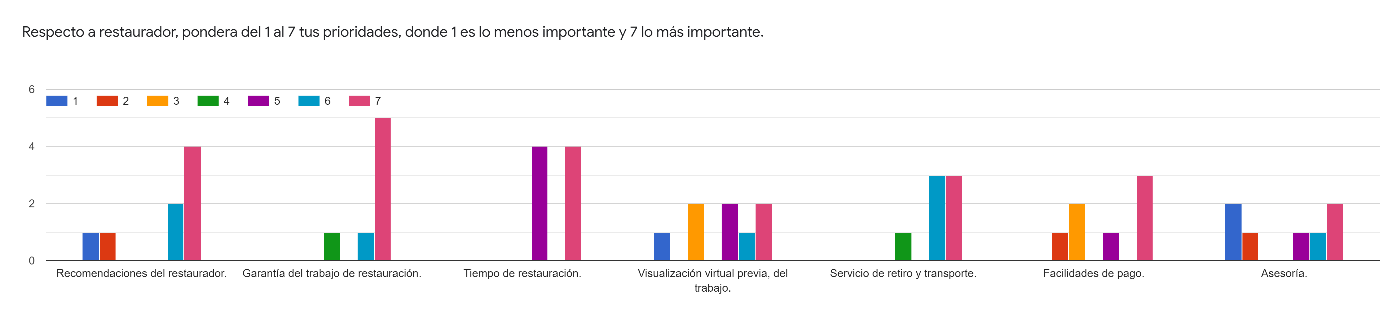 Respecto a restaurador, pondera del 1 al 7 tus prioridades, donde 1 es lo menos importante y 7 lo más importante.
6
1 2 3 4 5 6 7
4
2
0
Recomendaciones del restaurador. Garantía del trabajo de restauración. Tiempo de restauración. Visualización virtual previa, del Servicio de retiro y transporte. Facilidades de pago. Asesoría.
trabajo.